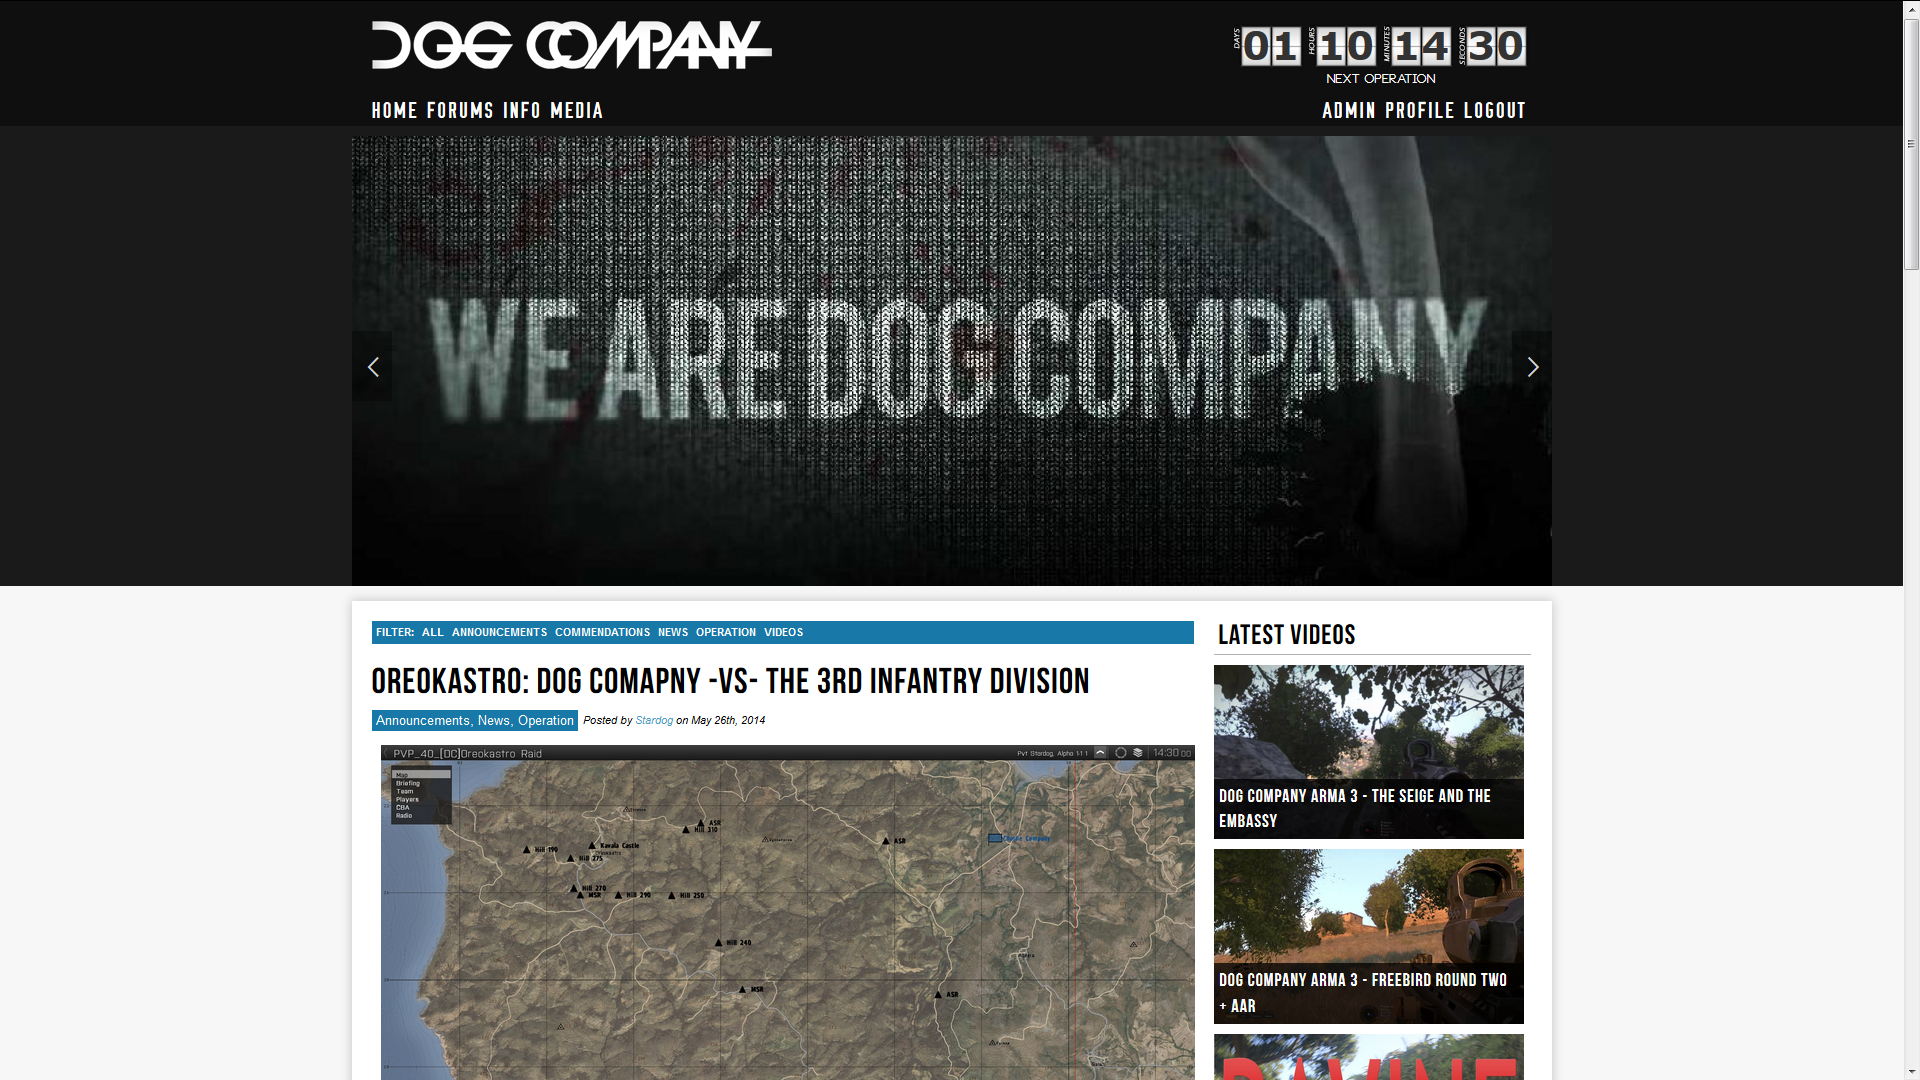 DOG COMPANY
DAYS 01 HOURS 10 MINUTES 14 SECONDS 30
NEXT OPERATION
HOME FORUMS INFO MEDIA
ADMIN PROFILE LOGOUT
WE ARE DOG COMPANY
FILTER: ALL ANNOUNCEMENTS COMMENDATIONS NEWS OPERATION VIDEOS
OREOKASTRO: DOG COMAPNY -VS- THE 3RD INFANTRY DIVISION
Announcements, News, Operation Posted by Stardog on May 26th, 2014
PVP_40_[DC]Oreokastro Raid
Pvt Stardog, Alpha 1-1 1
14:30:00
Map
Briefing
Team
Players
CBA
Radio
ASR
Hill 310
Kavala Castle
Hill 190
Hill 275
ASR
Hill 270
MSR
Hill 290
Hill 250
Hill 240
MSR
ASR
LATEST VIDEOS
DOG COMPANY ARMA 3 - THE SEIGE AND THE
EMBASSY
DOG COMPANY ARMA 3 - FREEBIRD ROUND TWO
+ AAR
RAVINE